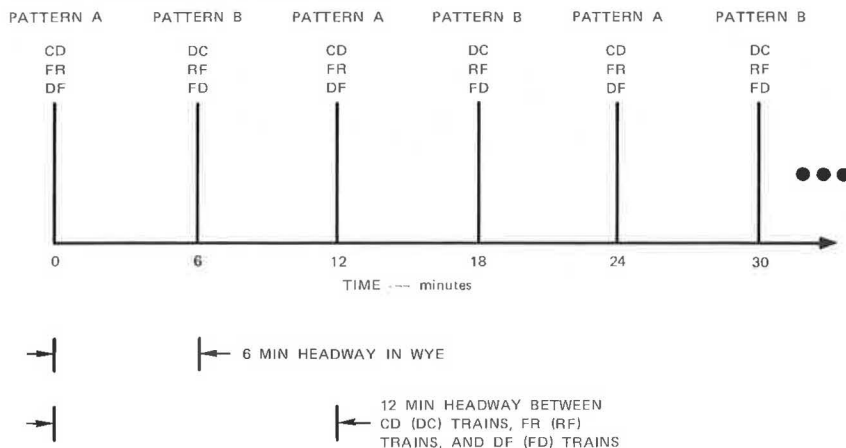 PATTERN A PATTERN B PATTERN A PATTERN B PATTERN A PATTERN B
CD DC CD DC CD DC
FR RF FR RF FR RF
DF FD DF FD DF FD
0 6 12 18 24 30
TIME --- minutes
6 MIN HEADWAY IN WYE
12 MIN HEADWAY BETWEEN
CD (DC) TRAINS, FR (RF)
TRAINS, AND DF (FD) TRAINS